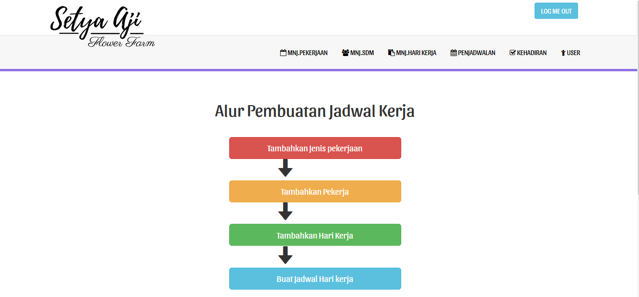 Setya Aji
Flower Farm
LOG ME OUT
MNJ.PEKERJAAN MNJ.SDM MNJ.HARI KERJA PENJADWALAN KEHADIRAN USER
Alur Pembuatan Jadwal Kerja
Tambahkan Jenis pekerjaan
Tambahkan Pekerja
Tambahkan Hari Kerja
Buat Jadwal Hari kerja